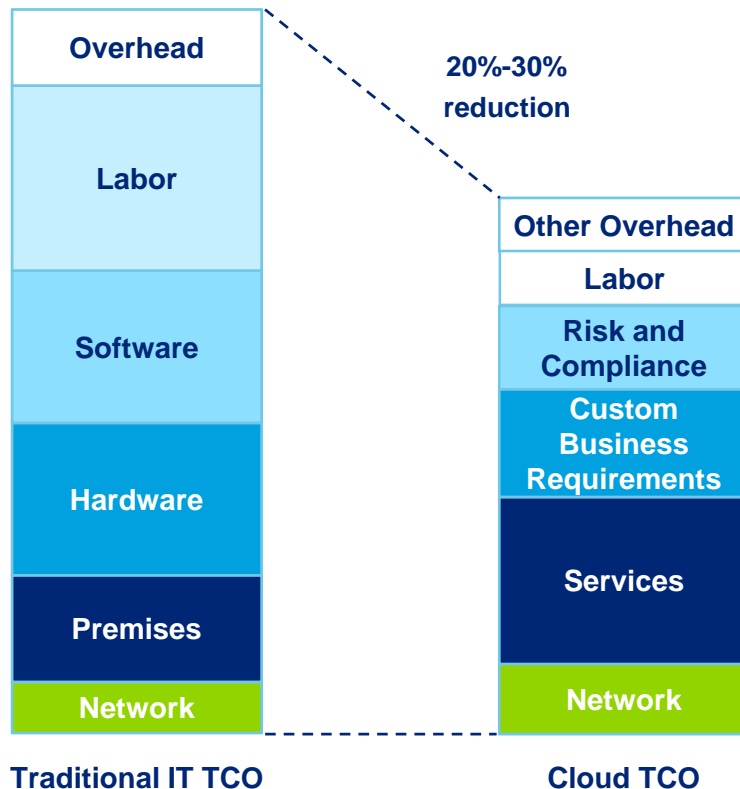 Overhead
Labor
Software
Hardware
Premises
Network
Traditional IT TCO
20%-30%
reduction
Other Overhead
Labor
Risk and
Compliance
Custom
Business
Requirements
Services
Network
Cloud TCO